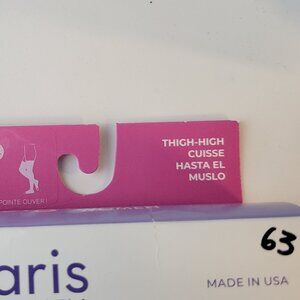 THIGH-HIGH
CUISSE
HASTA EL
MUSLO
POINTE OUVER!
63
aris
MADE IN USA